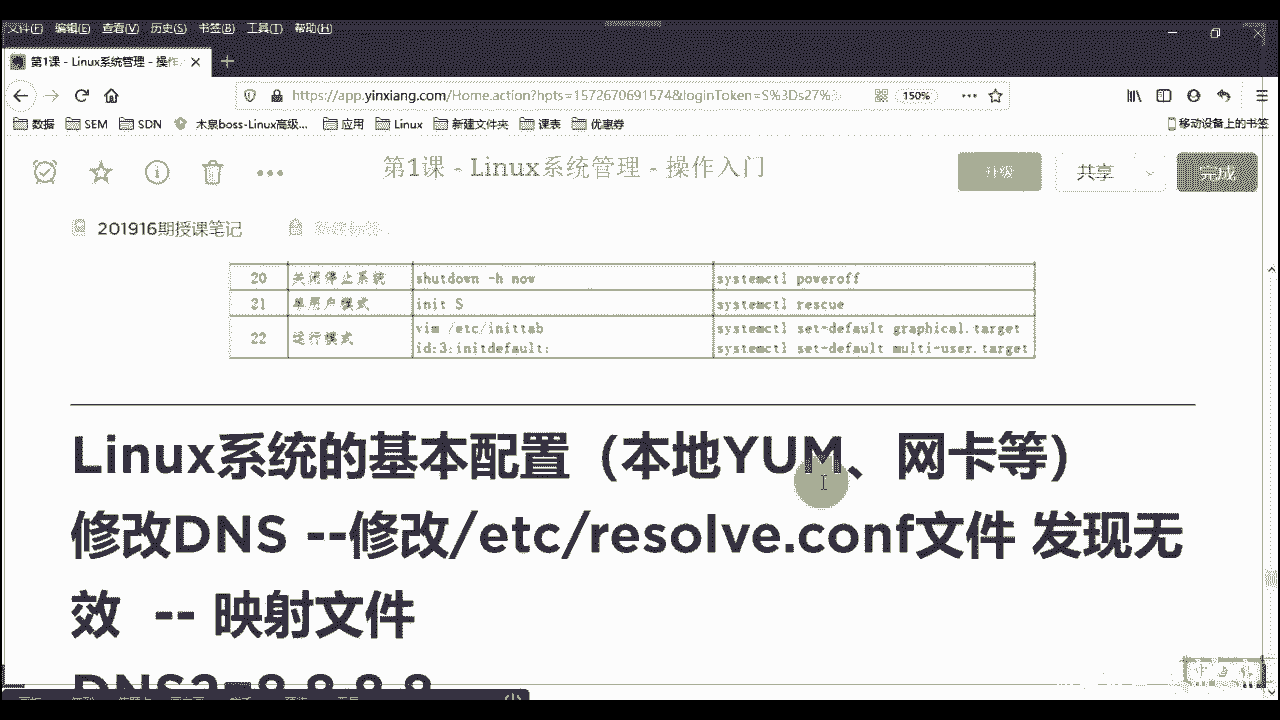 文件(F) 编辑(E) 查看(V) 历史(S) 书签(B) 工具(T) 帮助(H)
第1课 - Linux系统管理 - 操作
https://app.yinxiang.com/Home.action?hpts=1572670691574&loginToken=S%3Ds27%
150%
数据 SEM SDN 木泉boss-Linux高级... 应用 Linux 新建文件夹 课表 优惠券 移动设备上的书签
第1课 - Linux系统管理 - 操作入门
升级 共享 完成
201916期授课笔记
20 关闭停止系统 shutdown -h now systemctl poweroff
21 单用户模式 init S systemctl rescue
22 运行模式 vim /etc/inittab systemctl set-default graphical.target
id:3:initdefault: systemctl set-default multi-user.target
Linux系统的基本配置（本地YUM、网卡等）
修改DNS --修改/etc/resolve.conf文件 发现无
效 -- 映射文件
DNS2=8.8.8.8